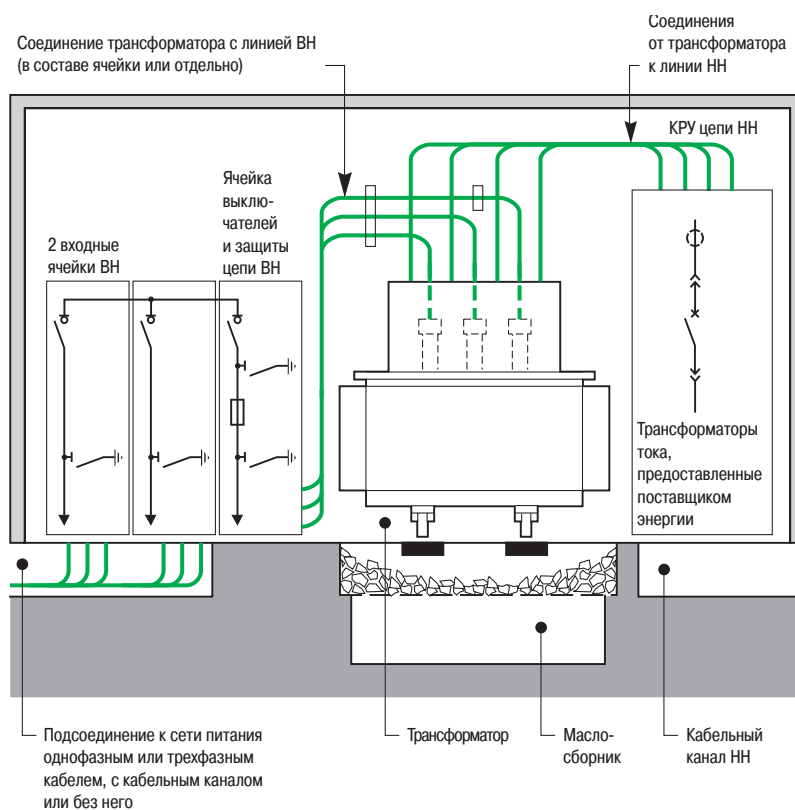 Соединение трансформатора с линией ВН
(в составе ячейки или отдельно)
Соединения
от трансформатора
к линии НН
КРУ цепи НН
Ячейка
выклю-
чателей
и защиты
цепи ВН
2 входные
ячейки ВН
Трансформаторы
тока,
предоставленные
поставщиком
энергии
Подсоединение к сети питания
однофазным или трехфазным
кабелем, с кабельным каналом
или без него
Трансформатор
Масло-
сборник
Кабельный
канал НН